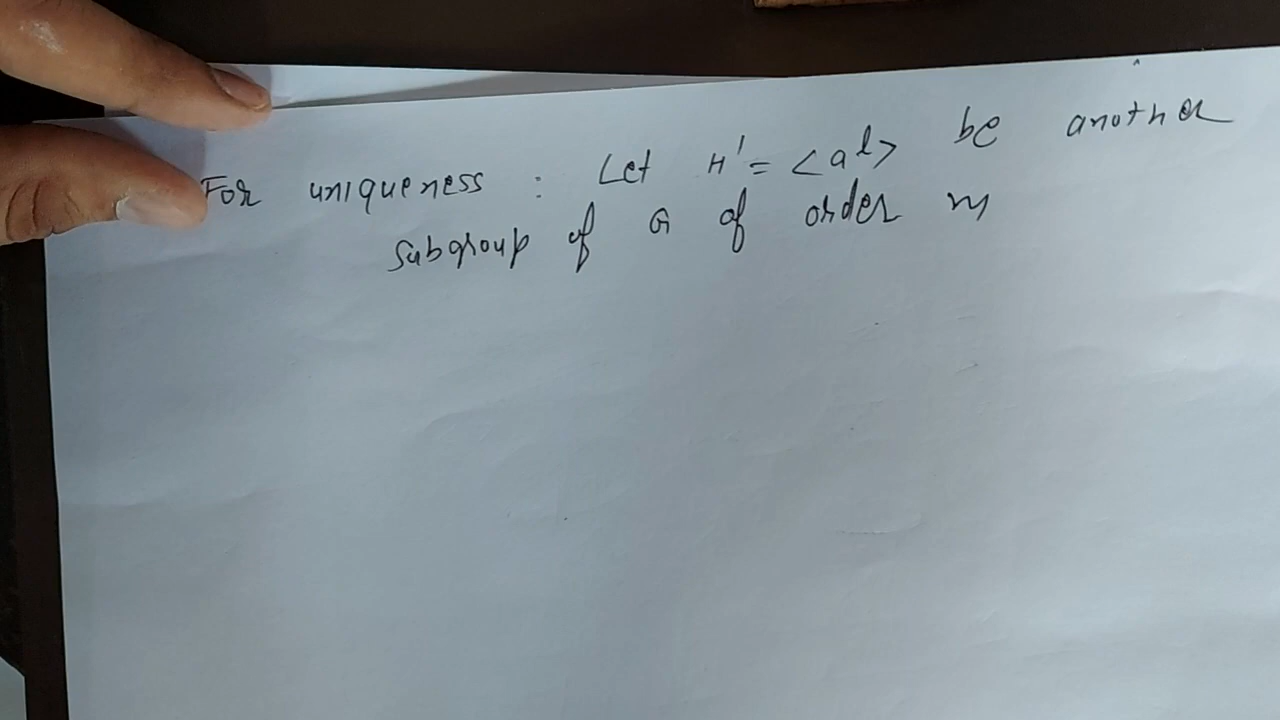 For uniqueness : Let H' = <a^l> be another
subgroup of G of order m